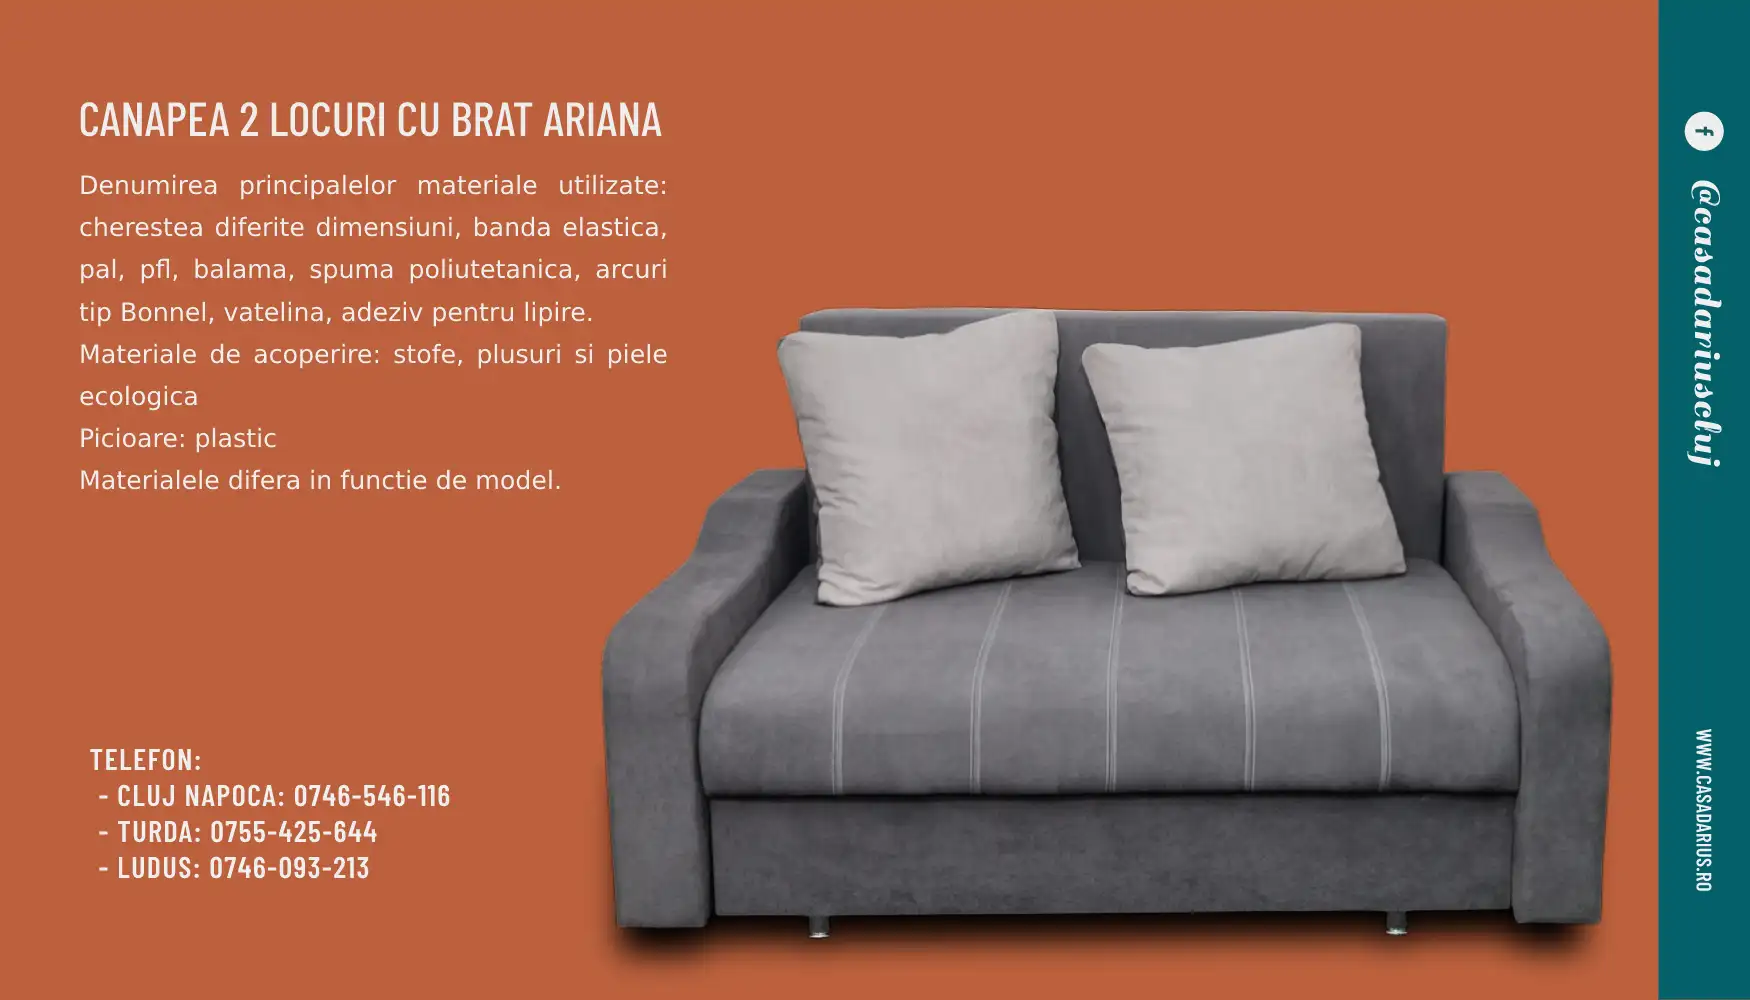 CANAPEA 2 LOCURI CU BRAT ARIANA
Denumirea principalelor materiale utilizate:
cherestea diferite dimensiuni, banda elastica,
pal, pfl, balama, spuma poliutetanica, arcuri
tip Bonnel, vatelina, adeziv pentru lipire.
Materiale de acoperire: stofe, plusuri si piele
ecologica
Picioare: plastic
Materialele difera in functie de model.
TELEFON:
- CLUJ NAPOCA: 0746-546-116
- TURDA: 0755-425-644
- LUDUS: 0746-093-213
f @casadariuscluj
WWW.CASADARIUS.RO